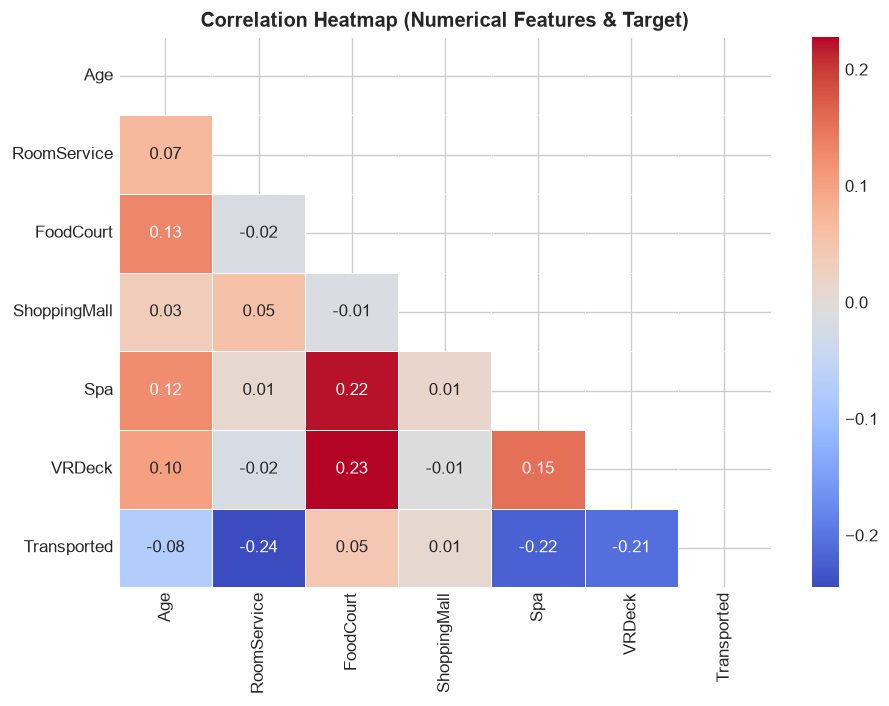 Correlation Heatmap (Numerical Features & Target)
Age
RoomService 0.07
FoodCourt 0.13 -0.02
ShoppingMall 0.03 0.05 -0.01
Spa 0.12 0.01 0.22 0.01
VRDeck 0.10 -0.02 0.23 -0.01 0.15
Transported -0.08 -0.24 0.05 0.01 -0.22 -0.21
Age RoomService FoodCourt ShoppingMall Spa VRDeck Transported
0.2
0.1
0.0
−0.1
−0.2